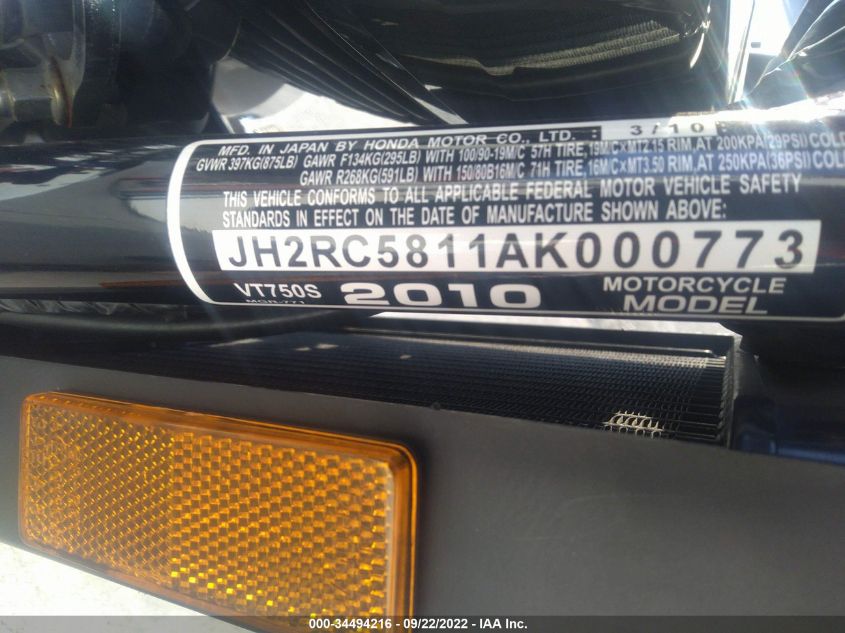 MFD. IN JAPAN BY HONDA MOTOR CO., LTD. : 3/10
GVWR 397KG(875LB) GAWR F134KG(295LB) WITH 100/90-19M/C 57H TIRE, 19M/C×MT2.15 RIM, AT 200KPA(29PSI) COLD
GAWR R268KG(591LB) WITH 150/80B16M/C 71H TIRE, 16M/C×MT3.50 RIM, AT 250KPA(36PSI) COLD
THIS VEHICLE CONFORMS TO ALL APPLICABLE FEDERAL MOTOR VEHICLE SAFETY
STANDARDS IN EFFECT ON THE DATE OF MANUFACTURE SHOWN ABOVE:
JH2RC5811AK000773
VT750S 2010 MOTORCYCLE
MGR-771 MODEL
000-34494216 - 09/22/2022 - IAA Inc.